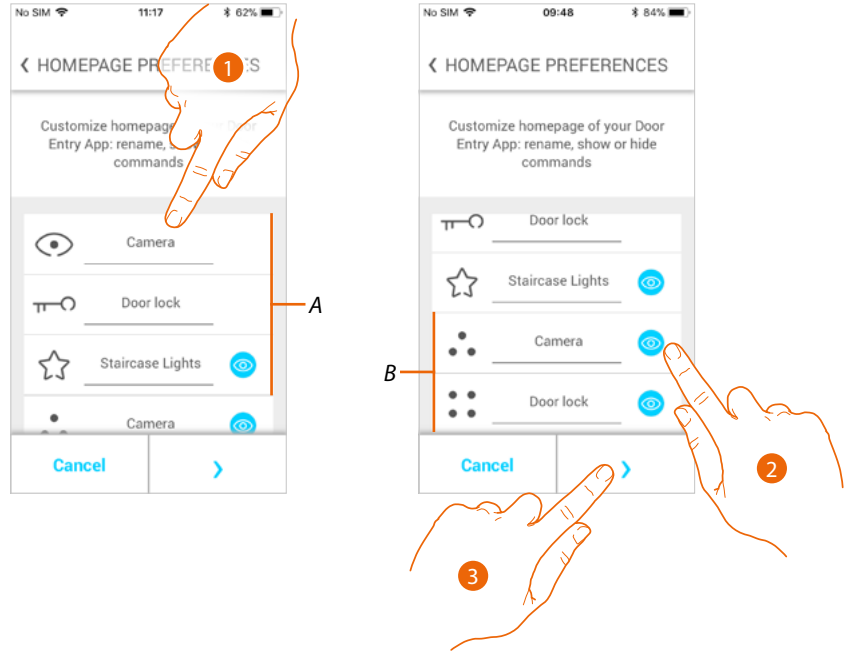 No SIM 11:17 62%
HOMEPAGE PREFERENCES
1
Customize homepage
Entry App: rename,
commands
Camera
Door lock
Staircase Lights
Camera
A
Cancel
No SIM 09:48 84%
HOMEPAGE PREFERENCES
Customize homepage of your Door
Entry App: rename, show or hide
commands
Door lock
Staircase Lights
Camera
B
Door lock
Cancel
2
3